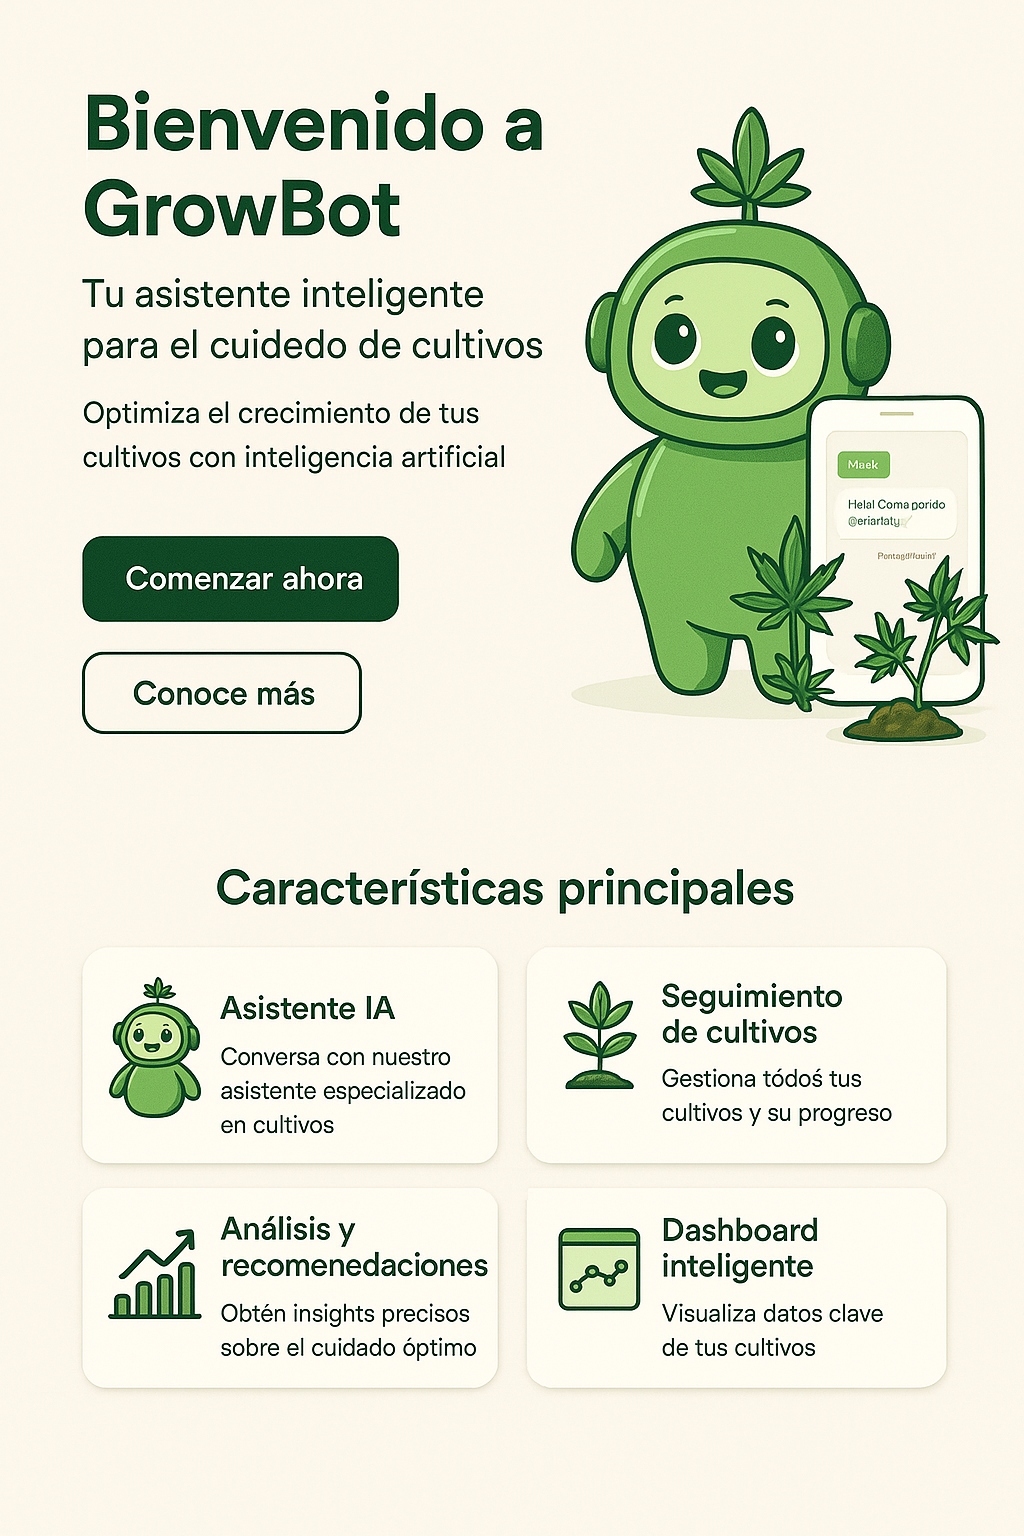 Bienvenido a
GrowBot
Tu asistente inteligente
para el cuidedo de cultivos
Optimiza el crecimiento de tus
cultivos con inteligencia artificial
Comenzar ahora
Conoce más
Maek
Hela! Coma porido
Características principales
Asistente IA
Conversa con nuestro
asistente especializado
en cultivos
Seguimiento
de cultivos
Gestiona tódoś tus
cultivos y su progreso
Análisis y
recomenedaciones
Obtén insights precisos
sobre el cuidado óptimo
Dashboard
inteligente
Visualiza datos clave
de tus cultivos